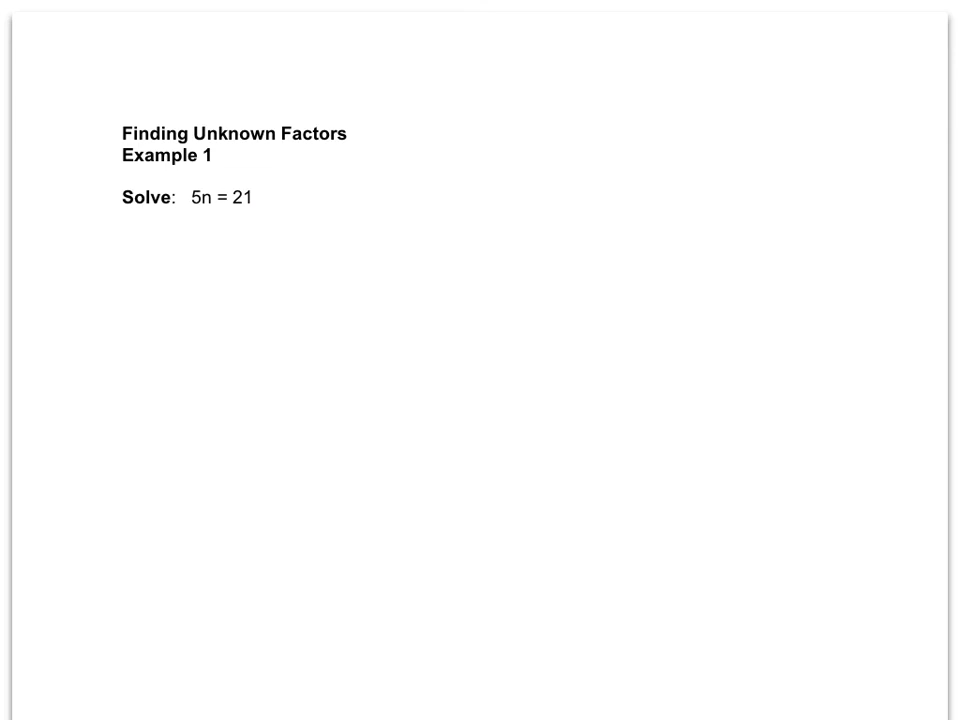 Finding Unknown Factors
Example 1
Solve: 5n = 21